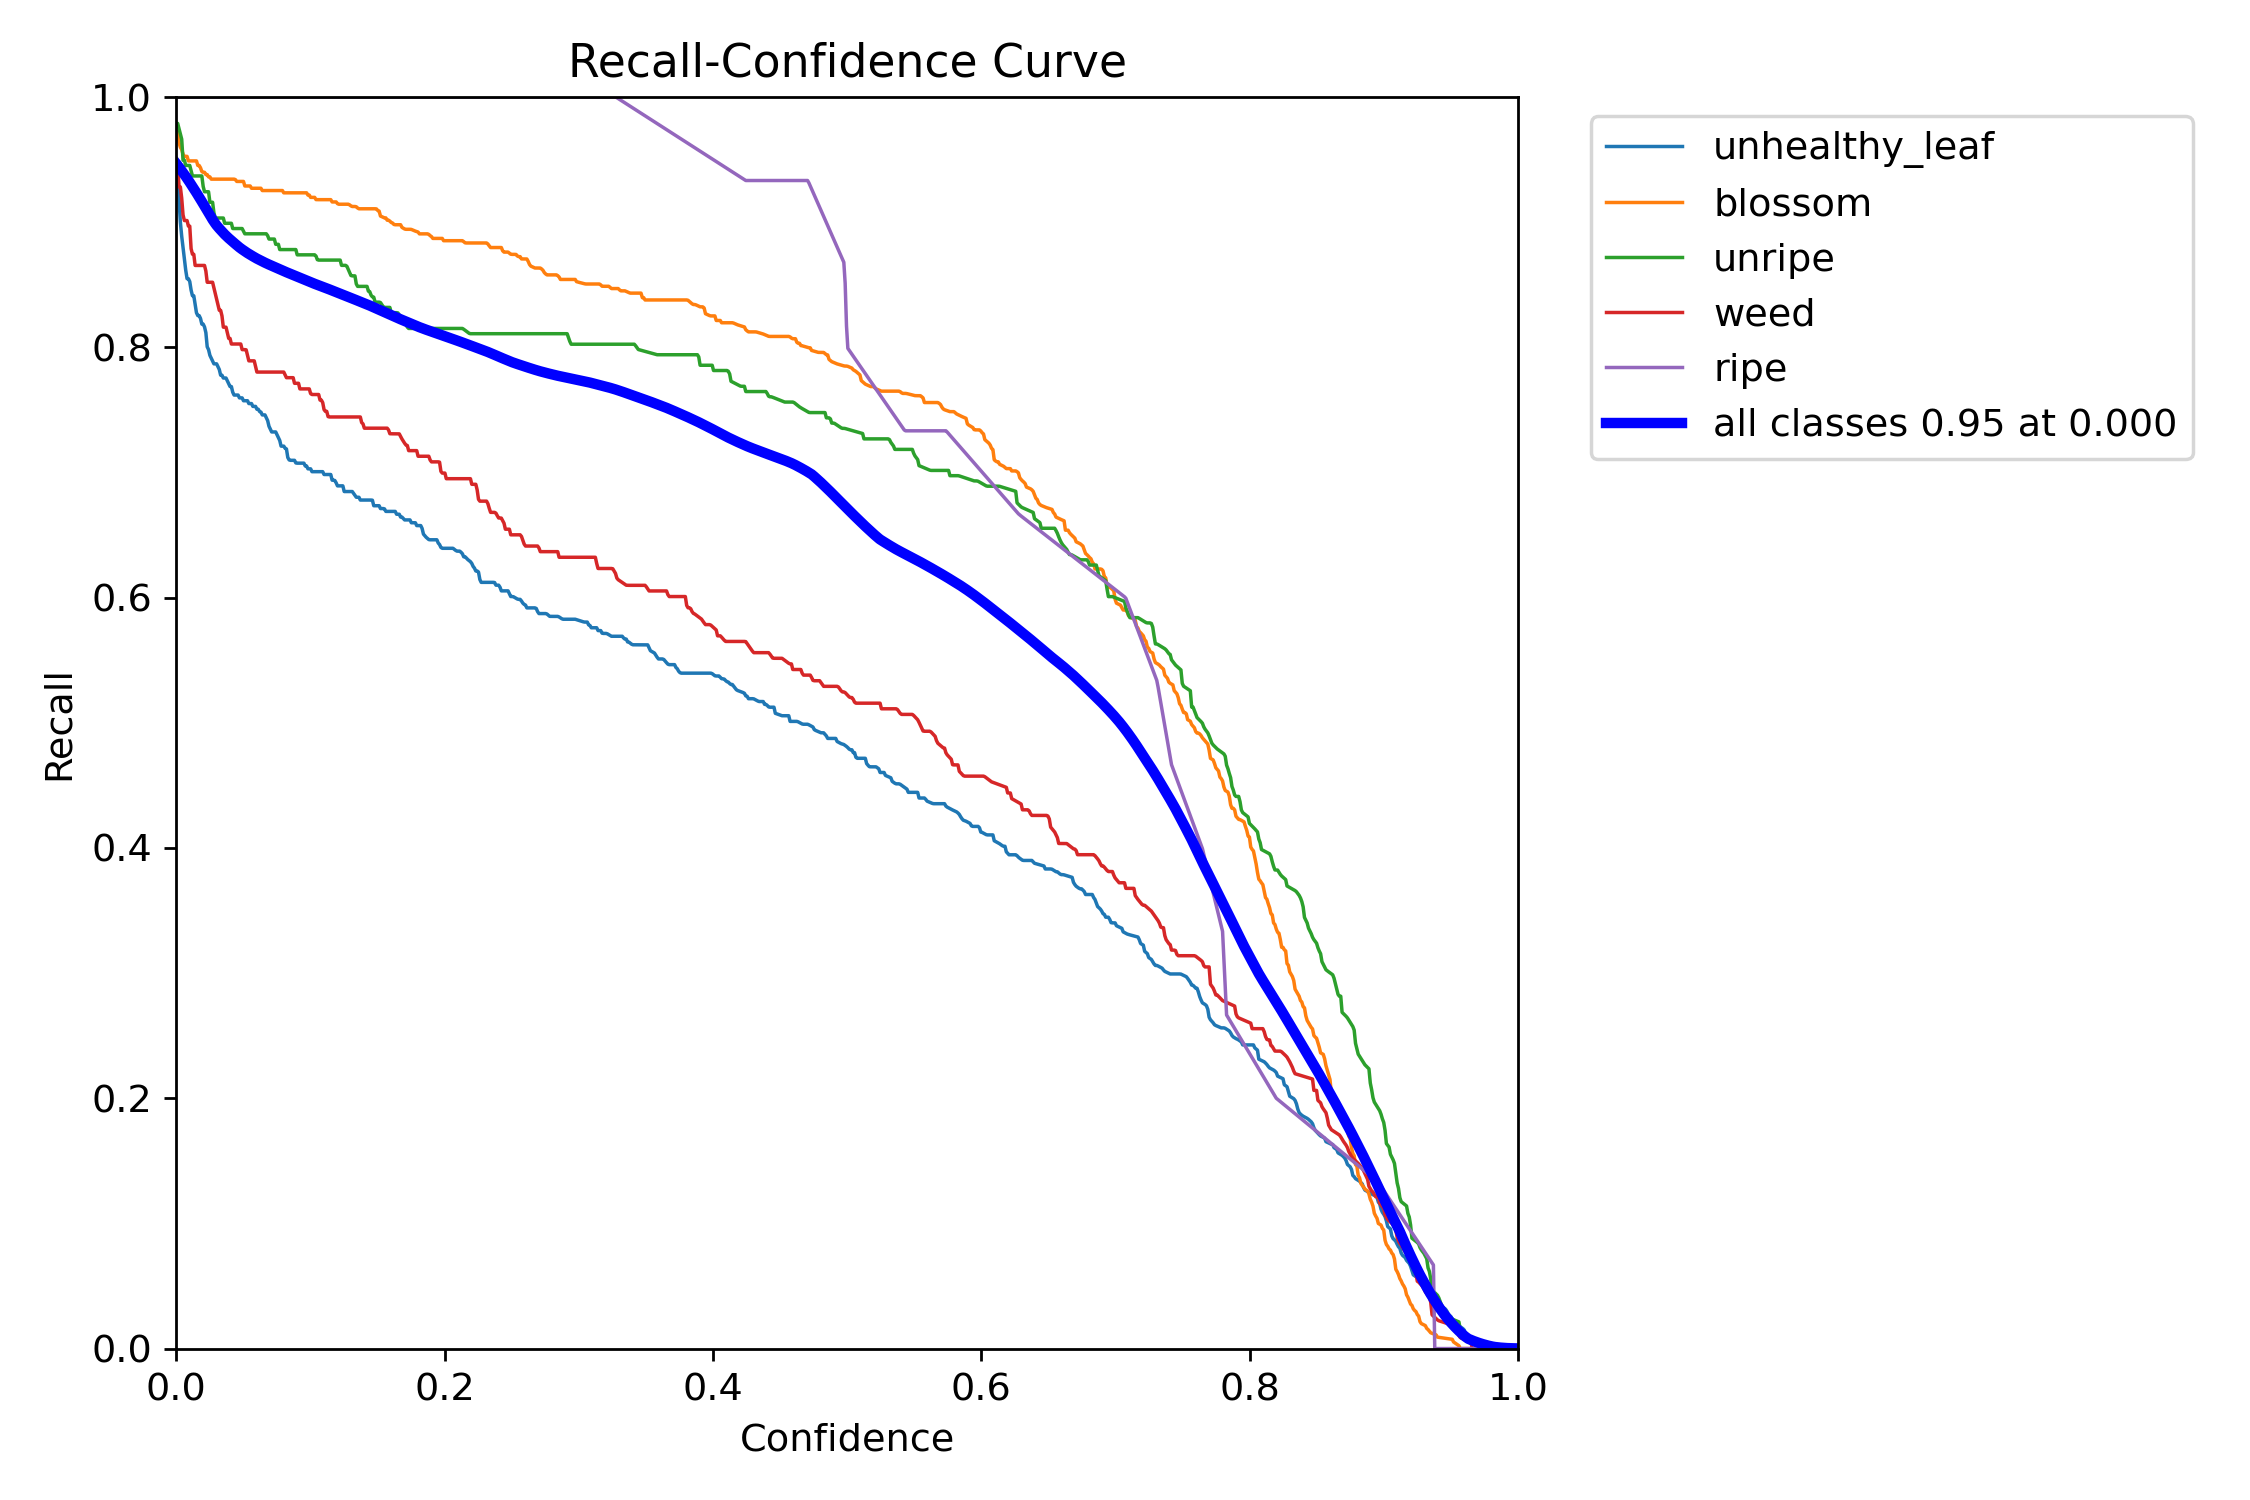 Recall-Confidence Curve
1.0
0.8
0.6
0.4
0.2
0.0
Recall
0.0 0.2 0.4 0.6 0.8 1.0
Confidence
unhealthy_leaf
blossom
unripe
weed
ripe
all classes 0.95 at 0.000